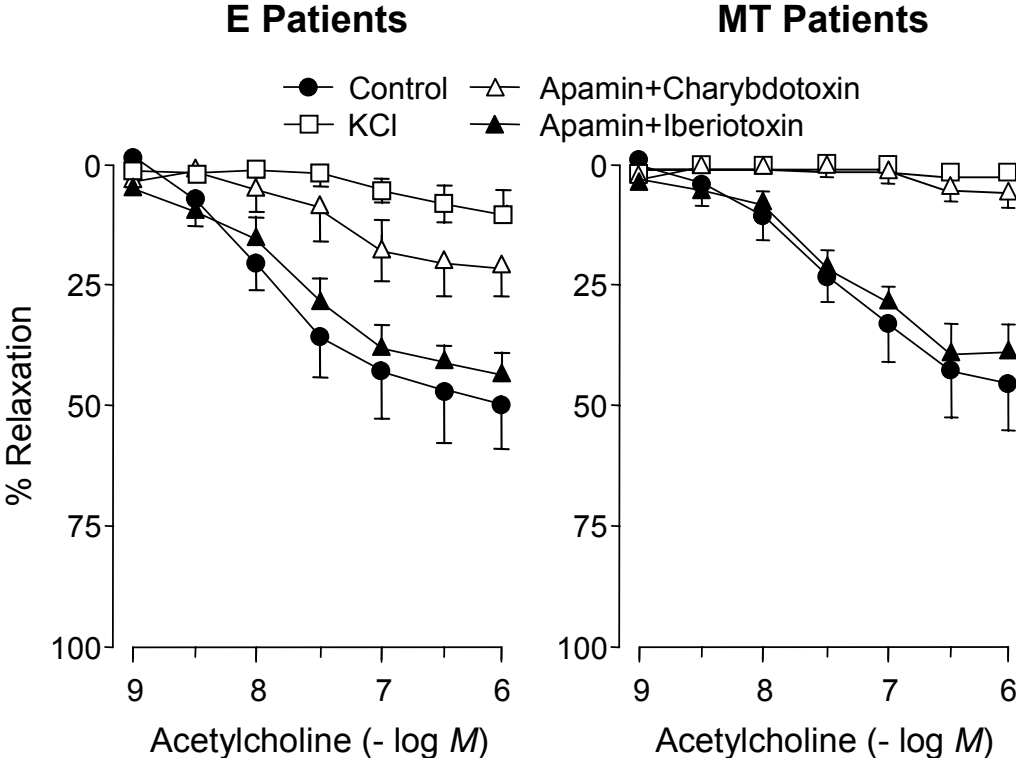 E Patients MT Patients
Control Apamin+Charybdotoxin
KCl Apamin+Iberiotoxin
% Relaxation
0
25
50
75
100
9 8 7 6
Acetylcholine (- log M)
0
25
50
75
100
9 8 7 6
Acetylcholine (- log M)